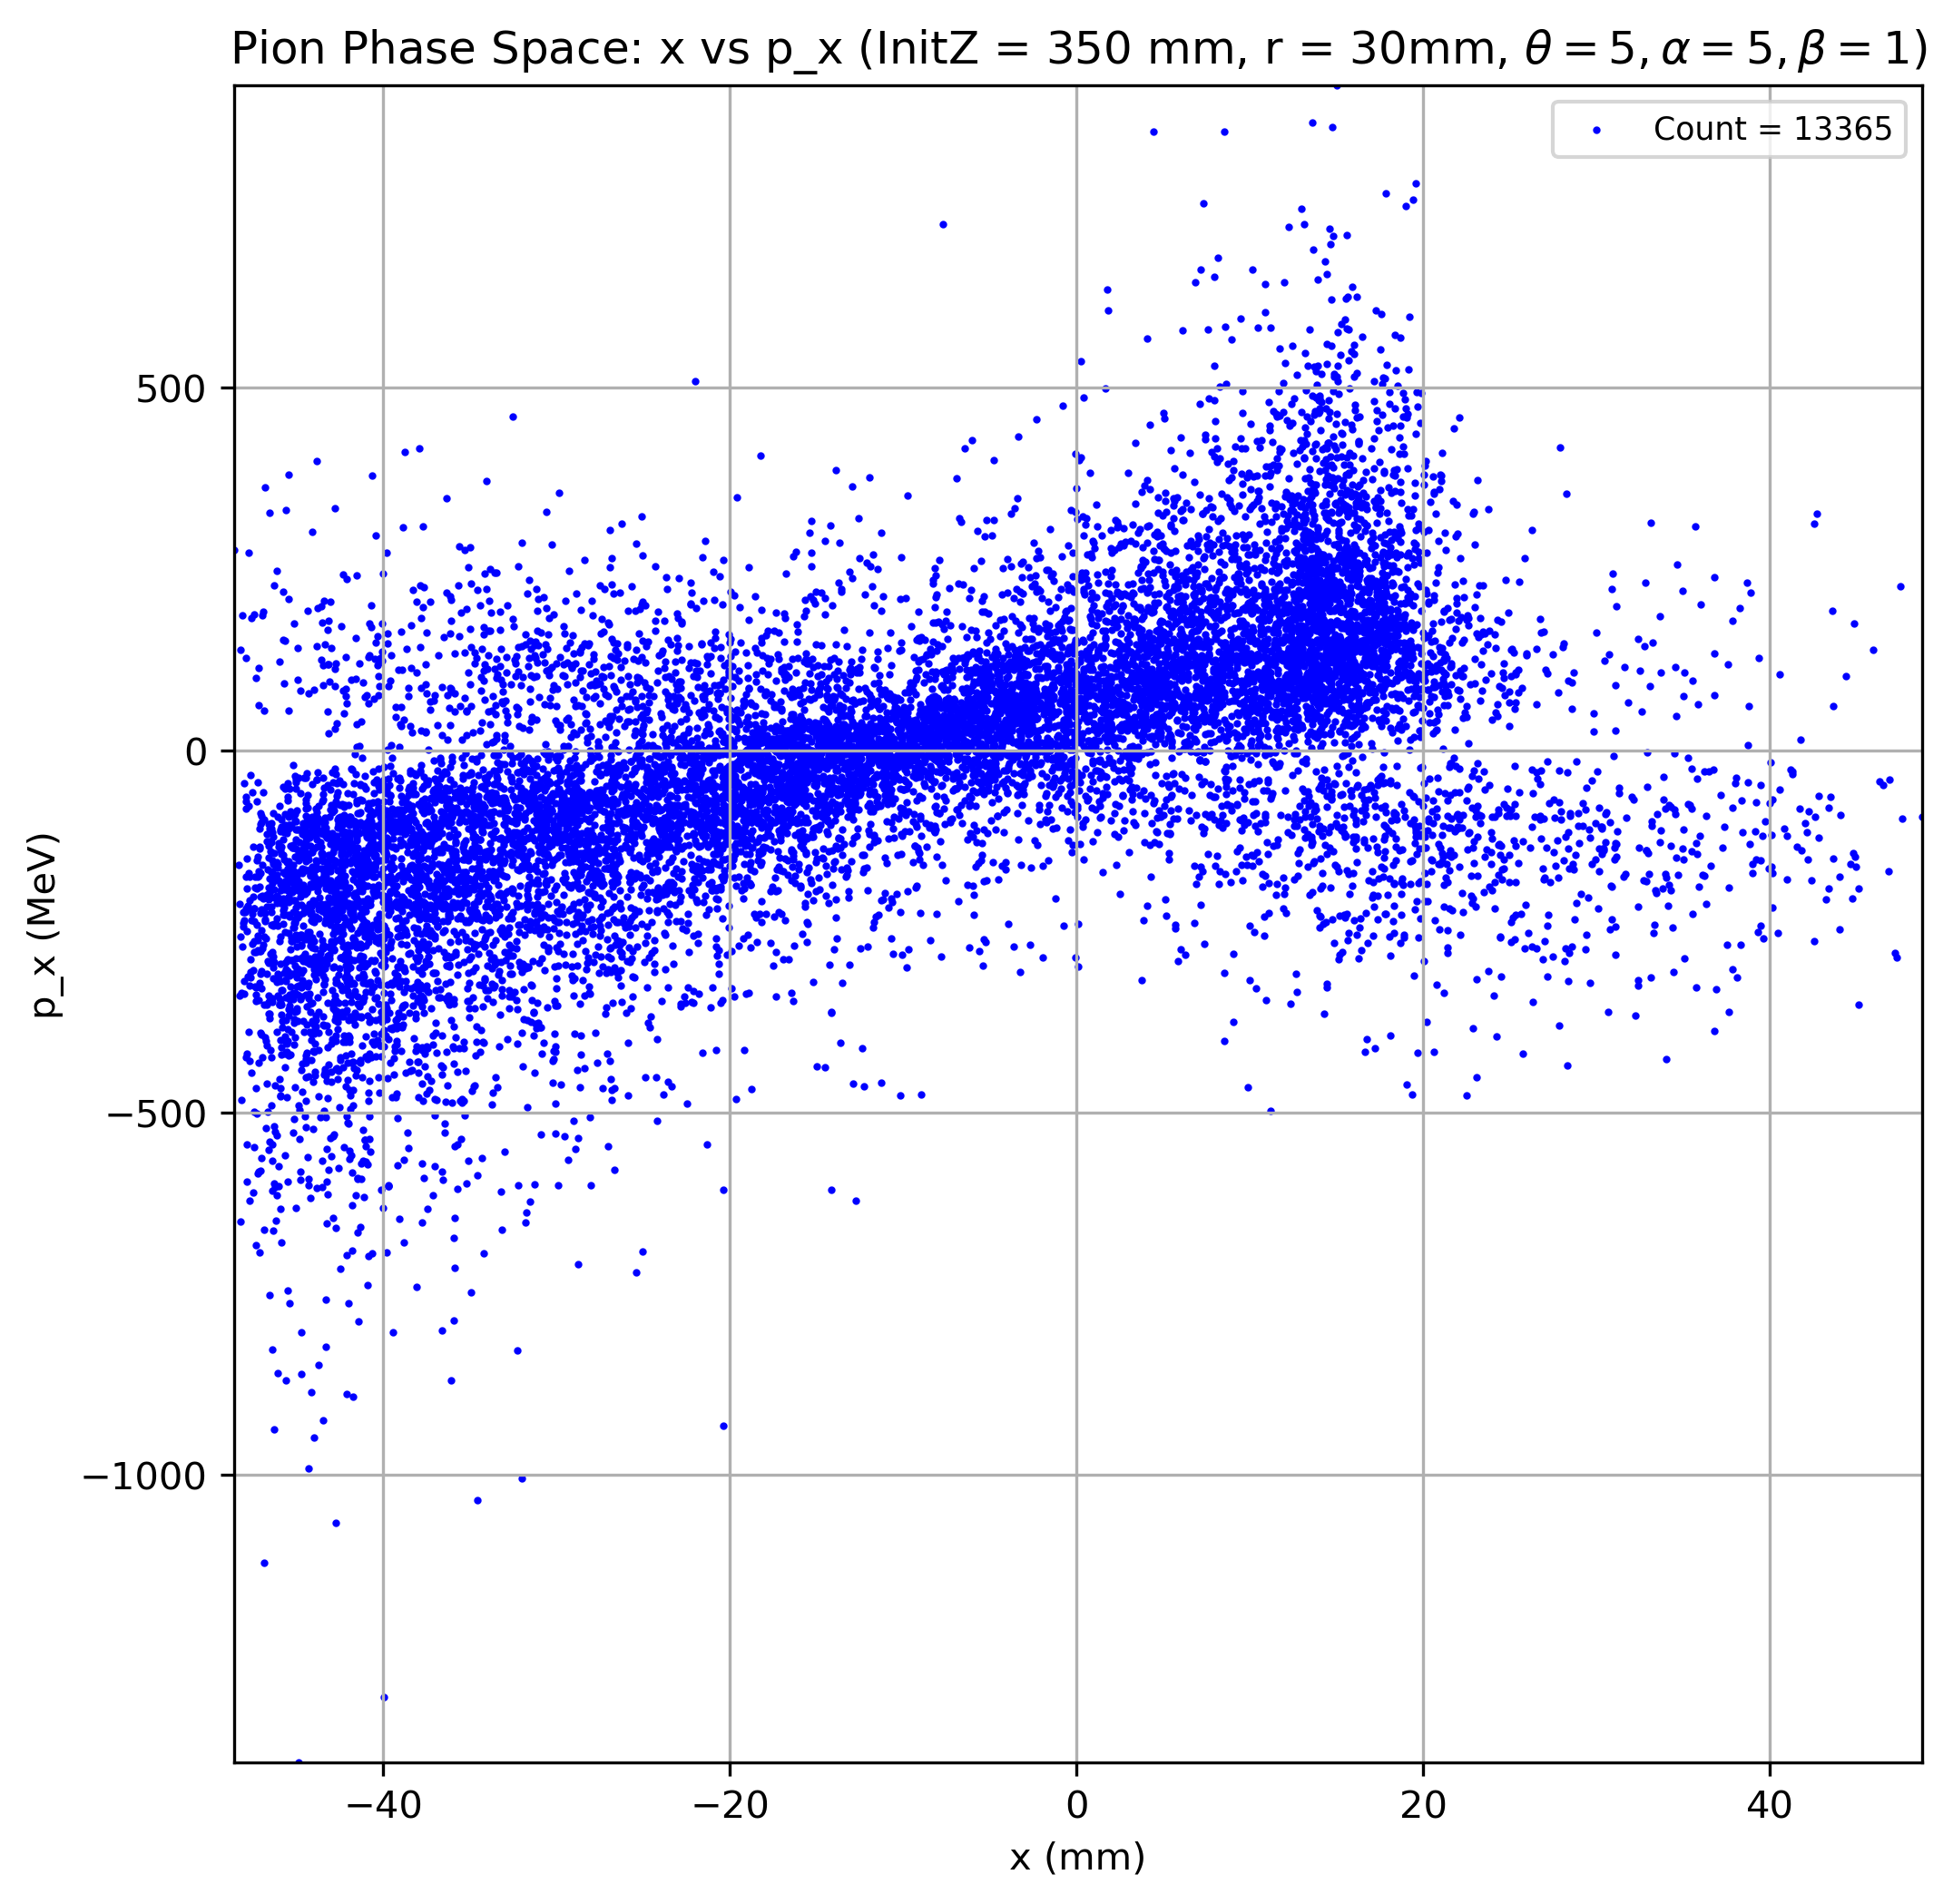 Pion Phase Space: x vs p_x (InitZ = 350 mm, r = 30mm, θ = 5, α = 5, β = 1)
Count = 13365
500
0
−500
−1000
p_x (MeV)
−40 −20 0 20 40
x (mm)